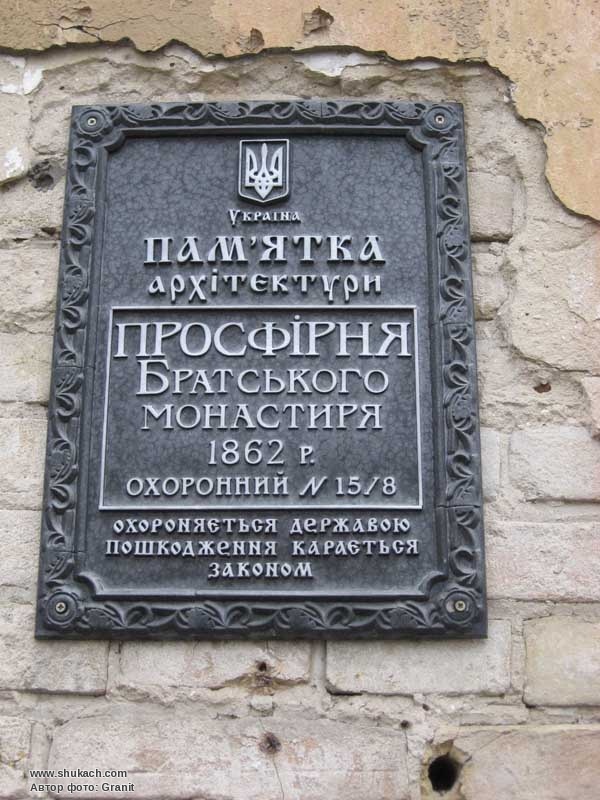 Україна
ПАМ'ЯТКА
архітектури
ПРОСФІРНЯ
БРАТСЬКОГО
МОНАСТИРЯ
1862 Р.
ОХОРОННИЙ N 15/8
ОХОРОНЯЄТЬСЯ ДЕРЖАВОЮ
ПОШКОДЖЕННЯ КАРАЄТЬСЯ
ЗАКОНОМ
www.shukach.com
Автор фото: Granit